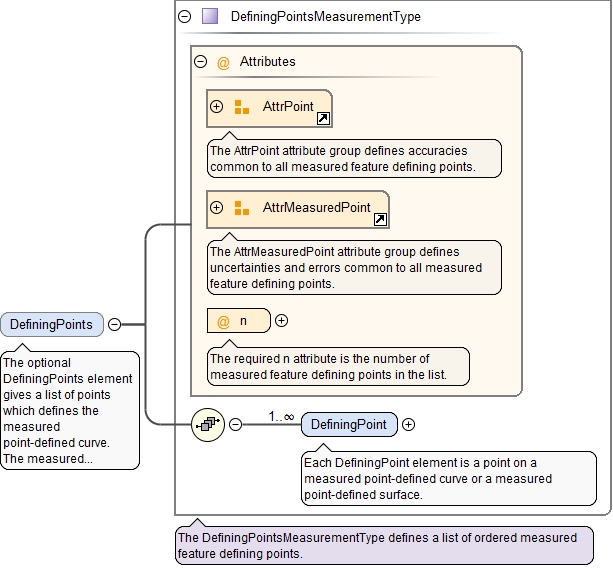 DefiningPointsMeasurementType
@ Attributes
AttrPoint
The AttrPoint attribute group defines accuracies
common to all measured feature defining points.
AttrMeasuredPoint
The AttrMeasuredPoint attribute group defines
uncertainties and errors common to all measured
feature defining points.
@ n
The required n attribute is the number of
measured feature defining points in the list.
DefiningPoints
The optional
DefiningPoints element
gives a list of points
which defines the
measured
point-defined curve.
The measured...
1..∞
DefiningPoint
Each DefiningPoint element is a point on a
measured point-defined curve or a measured
point-defined surface.
The DefiningPointsMeasurementType defines a list of ordered measured
feature defining points.